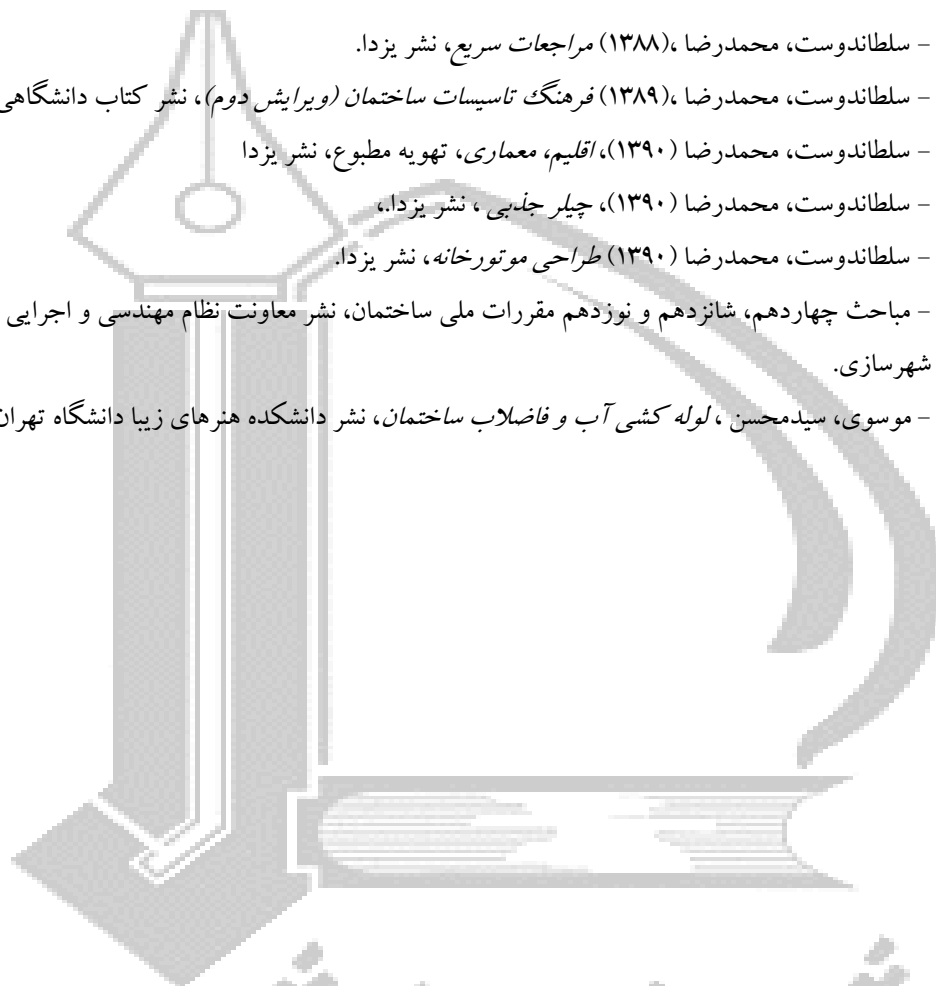 - سلطاندوست، محمدرضا ،(۱۳۸۸) مراجعات سریع، نشر یزدا.
- سلطاندوست، محمدرضا ،(۱۳۸۹) فرهنگ تاسیسات ساختمان (ویرایش دوم)، نشر کتاب دانشگاهی
- سلطاندوست، محمدرضا (۱۳۹۰)، اقلیم، معماری، تهویه مطبوع، نشر یزدا
- سلطاندوست، محمدرضا (۱۳۹۰)، چیلر جذبی ، نشر یزدا.،
- سلطاندوست، محمدرضا (۱۳۹۰) طراحی موتورخانه، نشر یزدا.
- مباحث چهاردهم، شانزدهم و نوزدهم مقررات ملی ساختمان، نشر معاونت نظام مهندسی و اجرایی
شهرسازی.
- موسوی، سیدمحسن ، لوله کشی آب و فاضلاب ساختمان، نشر دانشکده هنرهای زیبا دانشگاه تهران